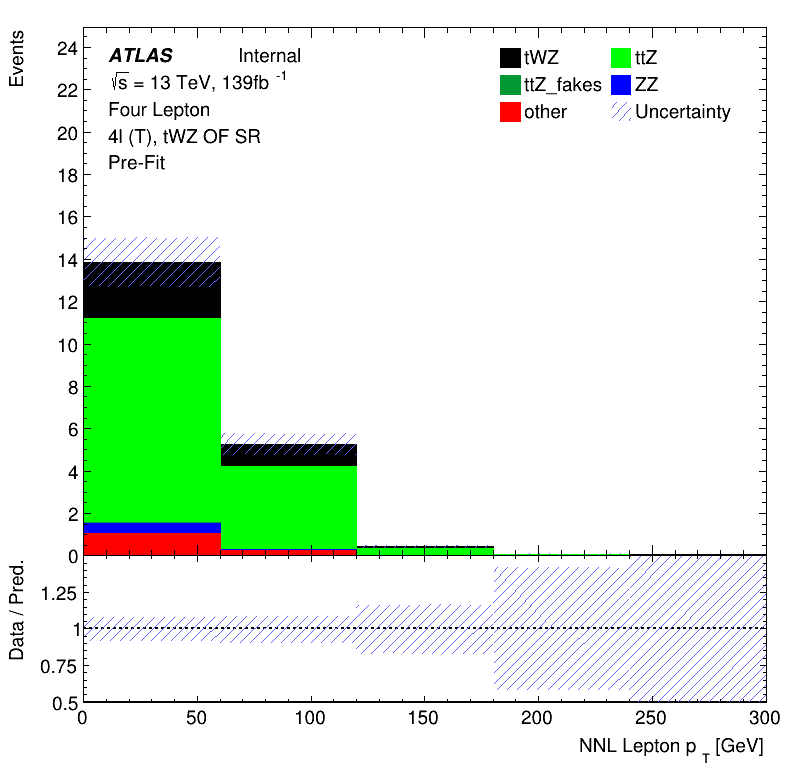 Events
24
22
20
18
16
14
12
10
8
6
4
2
0
ATLAS Internal
√s = 13 TeV, 139fb -1
Four Lepton
4l (T), tWZ OF SR
Pre-Fit
tWZ ttZ
ttZ_fakes ZZ
other Uncertainty
Data / Pred.
1.25
1
0.75
0.5
0 50 100 150 200 250 300
NNL Lepton p T [GeV]